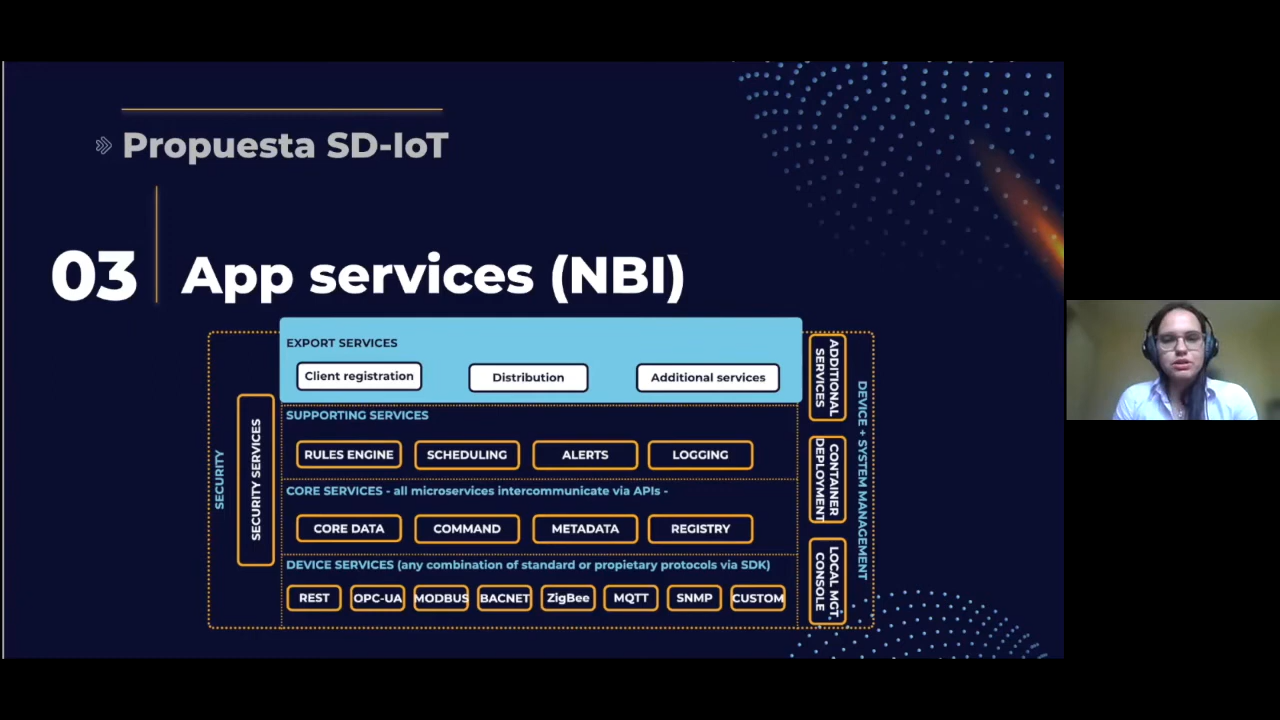 Propuesta SD-IoT
03
App services (NBI)
EXPORT SERVICES
Client registration
Distribution
Additional services
SUPPORTING SERVICES
RULES ENGINE
SCHEDULING
ALERTS
LOGGING
CORE SERVICES - all microservices intercommunicate via APIs -
CORE DATA
COMMAND
METADATA
REGISTRY
DEVICE SERVICES (any combination of standard or propietary protocols via SDK)
REST
OPC-UA
MODBUS
BACNET
ZigBee
MQTT
SNMP
CUSTOM
SECURITY
SECURITY SERVICES
ADDITIONAL
SERVICES
CONTAINER
DEPLOYMENT
LOCAL MGT
CONSOLE
DEVICE + SYSTEM MANAGEMENT